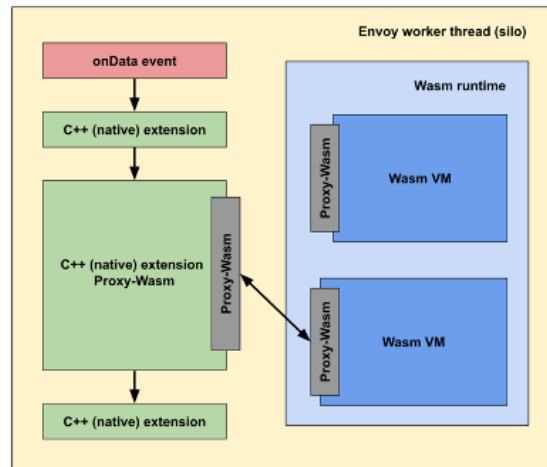 Envoy worker thread (silo)
onData event
C++ (native) extension
C++ (native) extension
Proxy-Wasm
Proxy-Wasm
C++ (native) extension
Wasm runtime
Proxy-Wasm
Wasm VM
Proxy-Wasm
Wasm VM